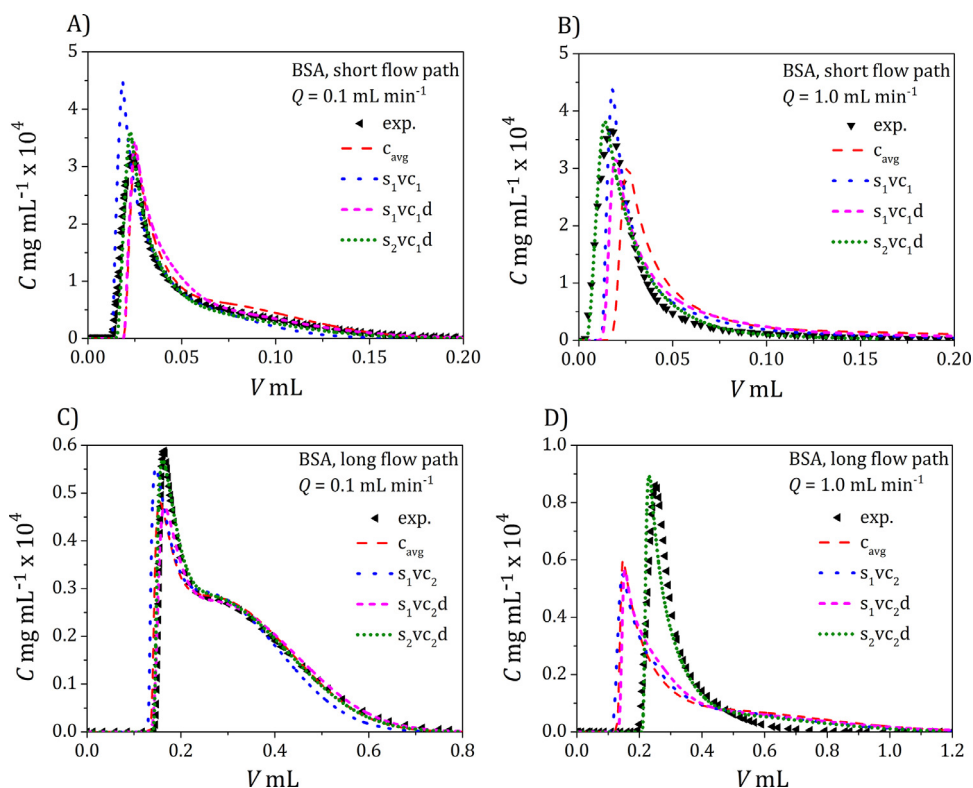 A)
BSA, short flow path
Q = 0.1 mL min⁻¹
exp.
c_avg
s₁vc₁
s₁vc₁d
s₂vc₁d
5
4
3
2
1
0
C mg mL⁻¹ x 10⁴
0.00 0.05 0.10 0.15 0.20
V mL
B)
BSA, short flow path
Q = 1.0 mL min⁻¹
exp.
c_avg
s₁vc₁
s₁vc₁d
s₂vc₁d
5
4
3
2
1
0
C mg mL⁻¹ x 10⁴
0.00 0.05 0.10 0.15 0.20
V mL
C)
BSA, long flow path
Q = 0.1 mL min⁻¹
exp.
c_avg
s₁vc₂
s₁vc₂d
s₂vc₂d
0.6
0.5
0.4
0.3
0.2
0.1
0.0
C mg mL⁻¹ x 10⁴
0.0 0.2 0.4 0.6 0.8
V mL
D)
BSA, long flow path
Q = 1.0 mL min⁻¹
exp.
c_avg
s₁vc₂
s₁vc₂d
s₂vc₂d
1.0
0.8
0.6
0.4
0.2
0.0
C mg mL⁻¹ x 10⁴
0.0 0.2 0.4 0.6 0.8 1.0 1.2
V mL